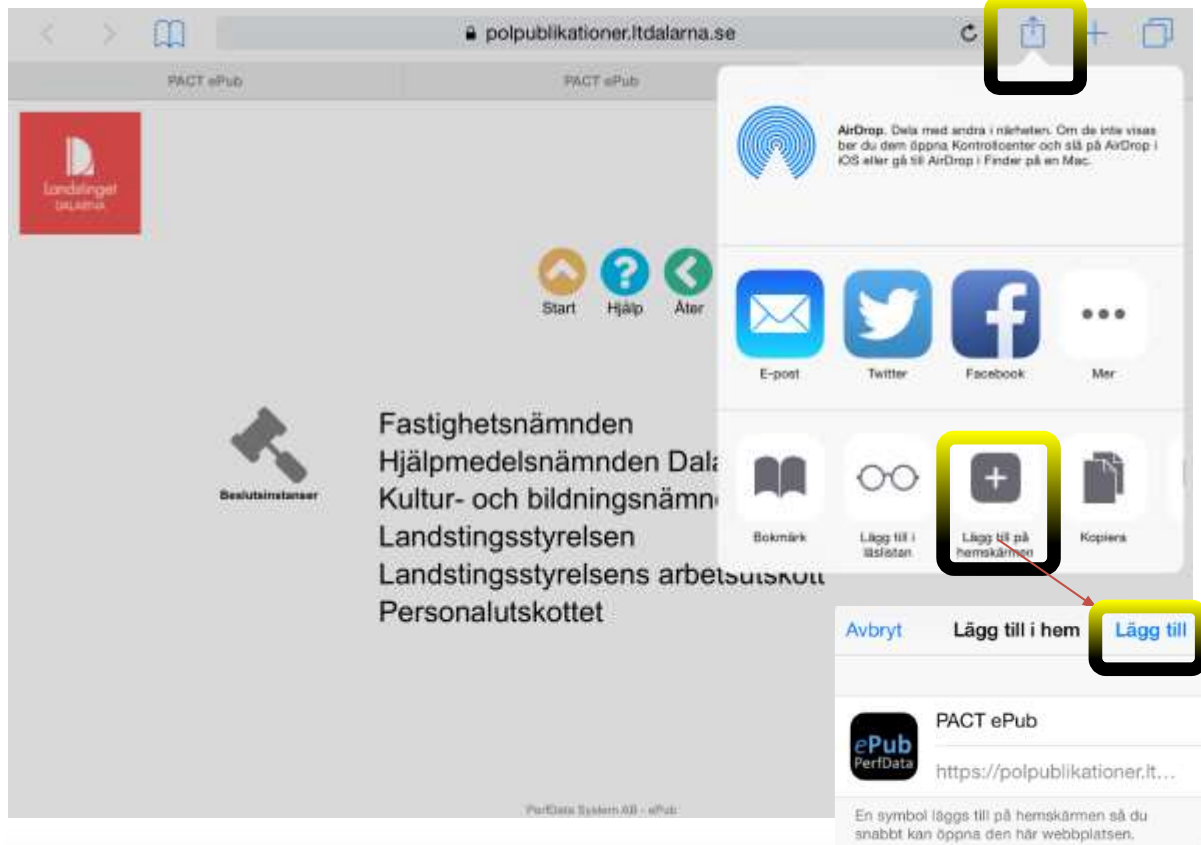 polpublikationer.ltdalarna.se
PACT ePub
PACT ePub
Landstinget
DALARNA
AirDrop. Dela med andra i närheten. Om de inte visas
ber du dem öppna Kontrollcenter och slå på AirDrop i
iOS eller gå till AirDrop i Finder på en Mac.
Start
Hjälp
Åter
E-post
Twitter
Facebook
Mer
Beslutsinstanser
Fastighetsnämnden
Hjälpmedelsnämnden Dala
Kultur- och bildningsnämn
Landstingsstyrelsen
Landstingsstyrelsens arbetsutskott
Personalutskottet
Bokmärk
Lägg till i
läslistan
Lägg till på
hemskärmen
Kopiera
Avbryt
Lägg till i hem
Lägg till
ePub
PerfData
PACT ePub
https://polpublikationer.lt...
En symbol läggs till på hemskärmen så du
snabbt kan öppna den här webbplatsen.
PerfData System AB - ePub